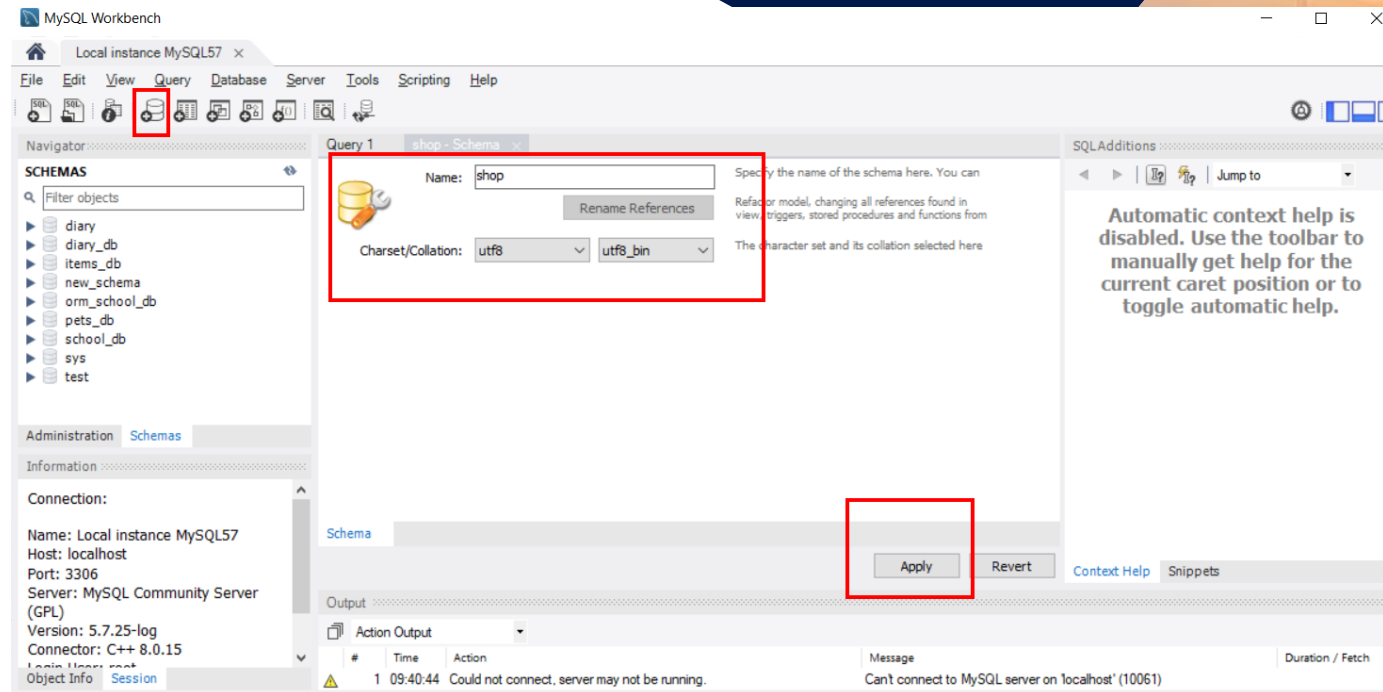 MySQL Workbench
Local instance MySQL57
File Edit View Query Database Server Tools Scripting Help
Navigator
SCHEMAS
Filter objects
diary
diary_db
items_db
new_schema
orm_school_db
pets_db
school_db
sys
test
Administration Schemas
Information
Connection:
Name: Local instance MySQL57
Host: localhost
Port: 3306
Server: MySQL Community Server
(GPL)
Version: 5.7.25-log
Connector: C++ 8.0.15
Login User: root
Object Info Session
Query 1 shop - Schema
Name: shop
Specify the name of the schema here. You can
Rename References
Refactor model, changing all references found in
view, triggers, stored procedures and functions from
Charset/Collation: utf8 utf8_bin
The character set and its collation selected here
Schema
Apply Revert
Output
Action Output
# Time Action Message Duration / Fetch
1 09:40:44 Could not connect, server may not be running. Can't connect to MySQL server on 'localhost' (10061)
SQLAdditions
Jump to
Automatic context help is
disabled. Use the toolbar to
manually get help for the
current caret position or to
toggle automatic help.
Context Help Snippets